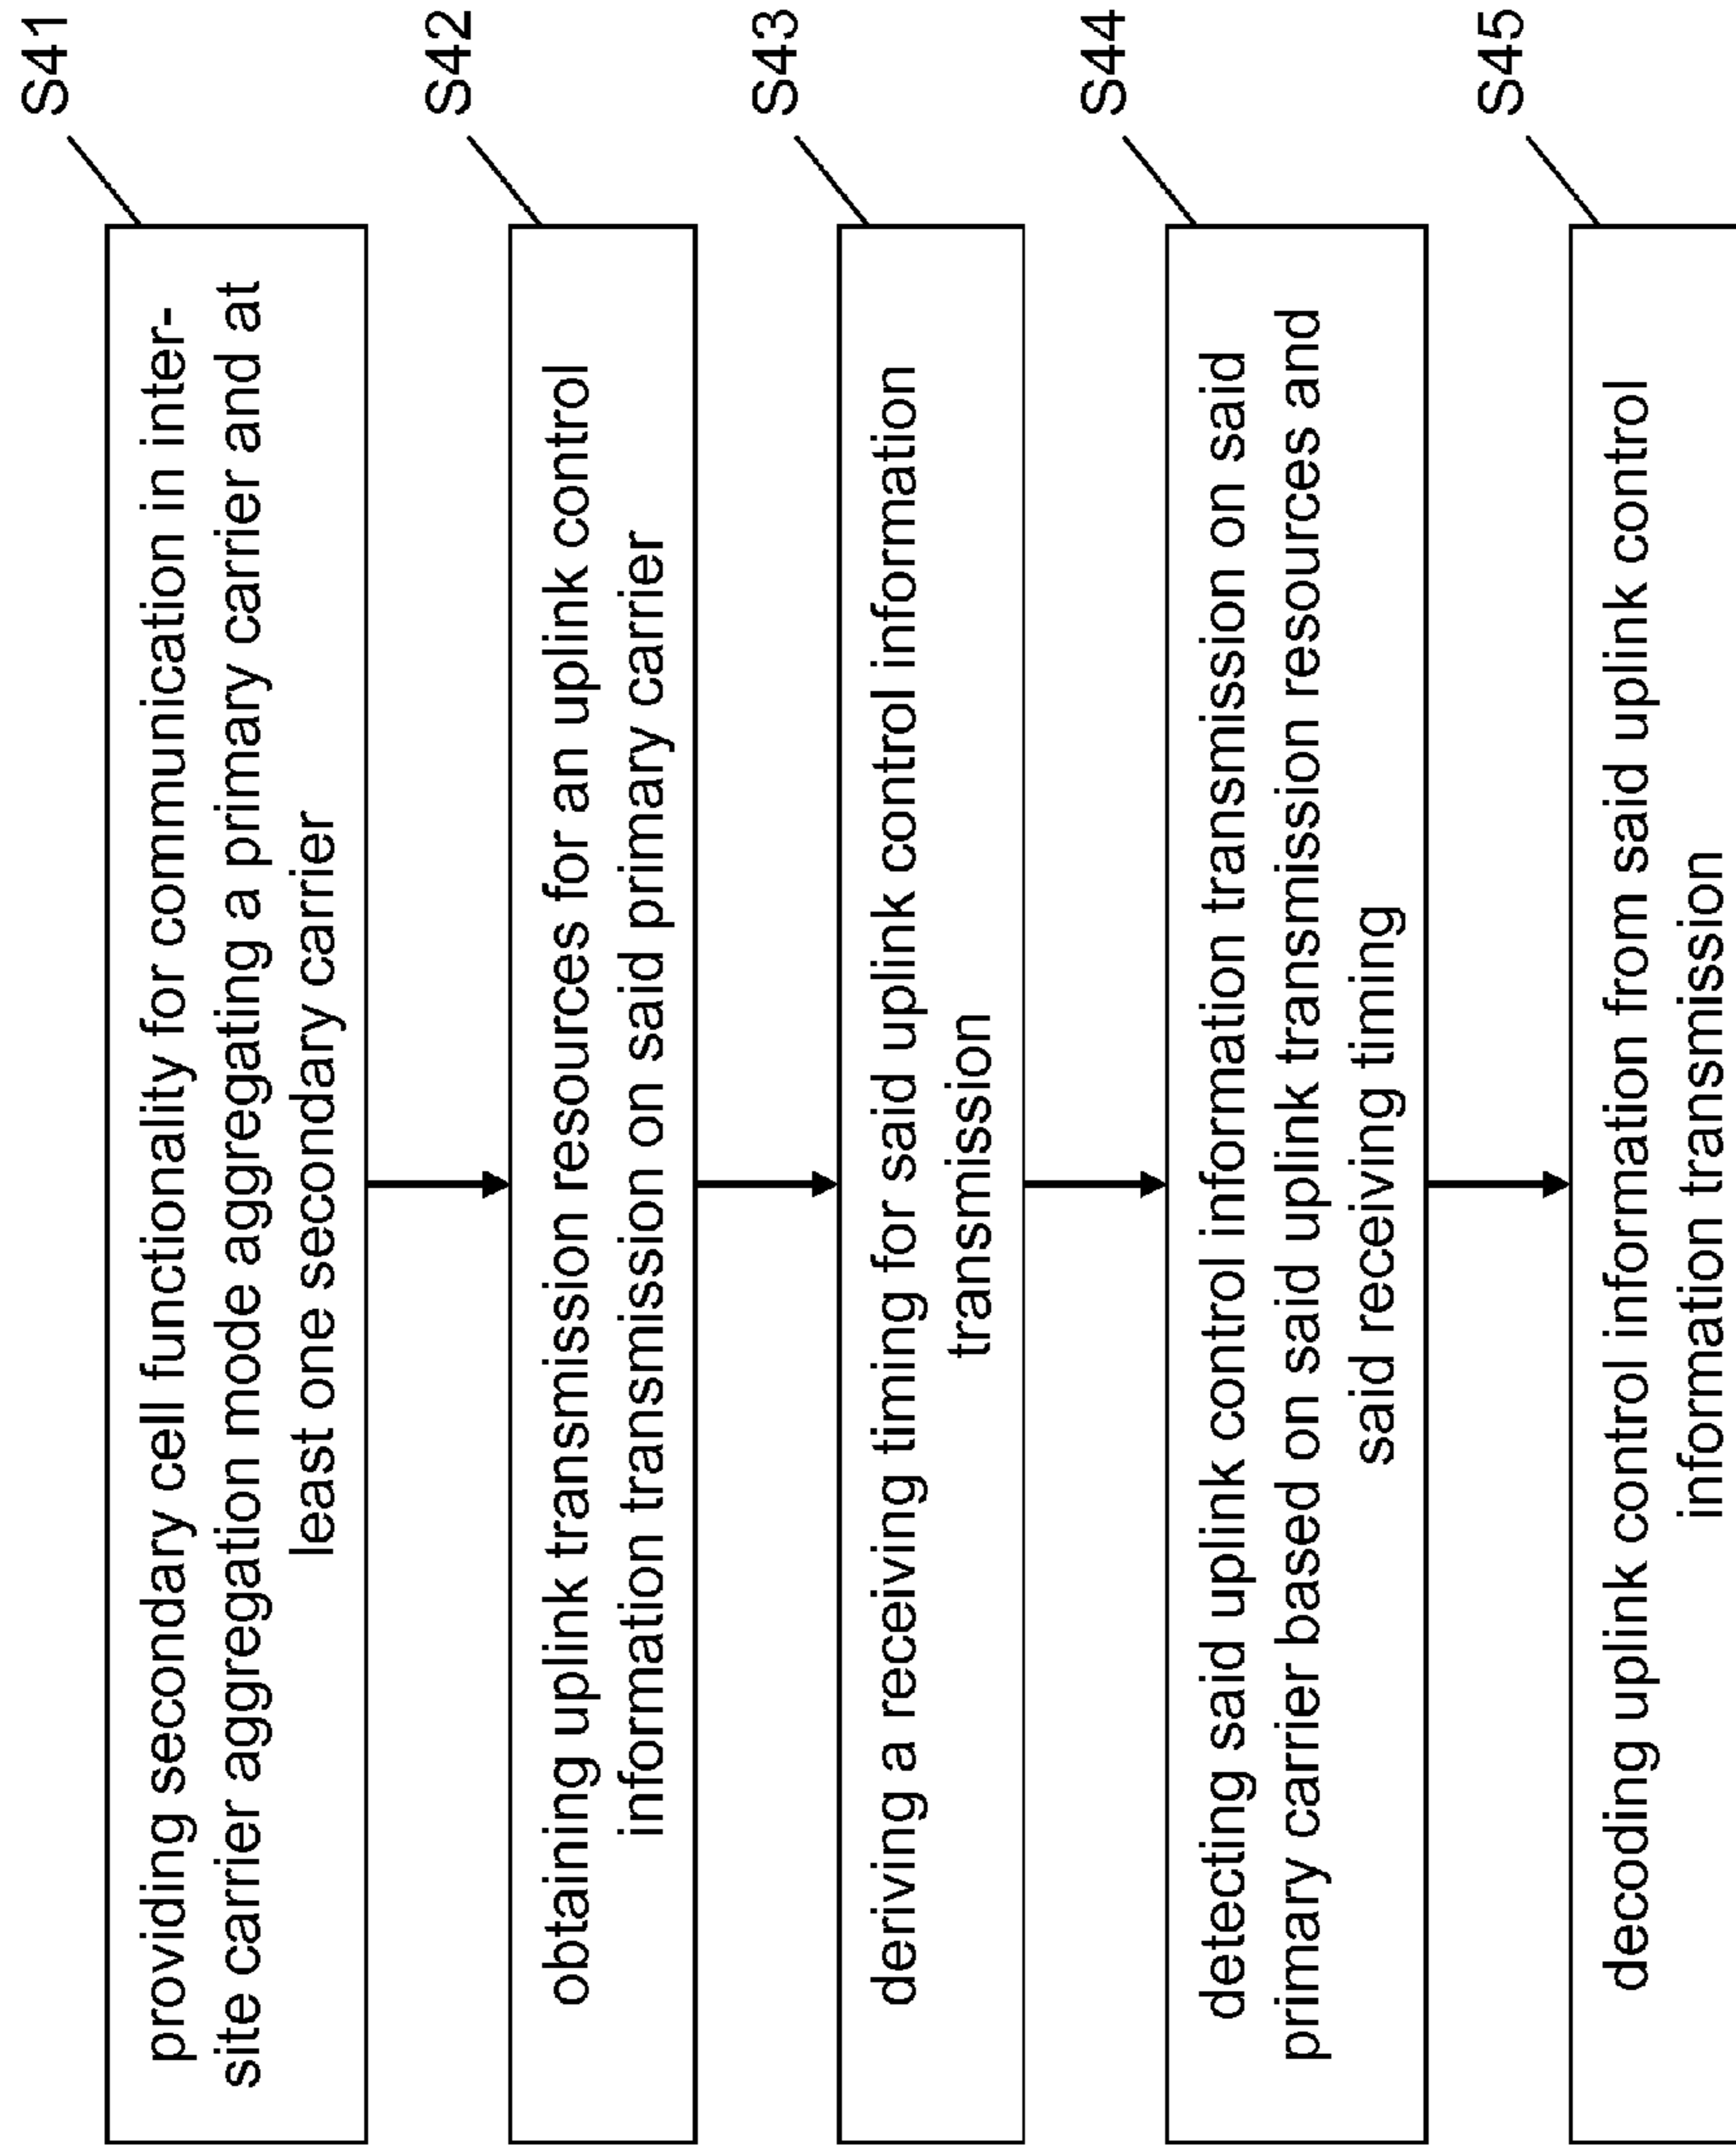 S41
providing secondary cell functionality for communication in inter-
site carrier aggregation mode aggregating a primary carrier and at
least one secondary carrier
S42
obtaining uplink transmission resources for an uplink control
information transmission on said primary carrier
S43
deriving a receiving timing for said uplink control information
transmission
S44
detecting said uplink control information transmission on said
primary carrier based on said uplink transmission resources and
said receiving timing
S45
decoding uplink control information from said uplink control
information transmission